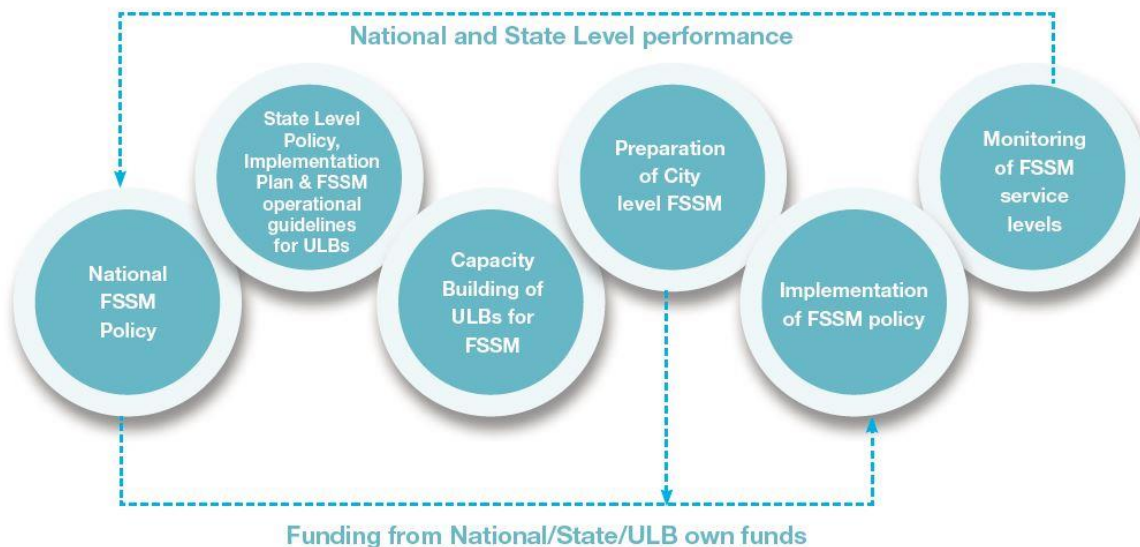 National and State Level performance
National
FSSM
Policy
State Level
Policy,
Implementation
Plan & FSSM
operational
guidelines
for ULBs
Capacity
Building of
ULBs for
FSSM
Preparation
of City
level FSSM
Implementation
of FSSM policy
Monitoring
of FSSM
service
levels
Funding from National/State/ULB own funds